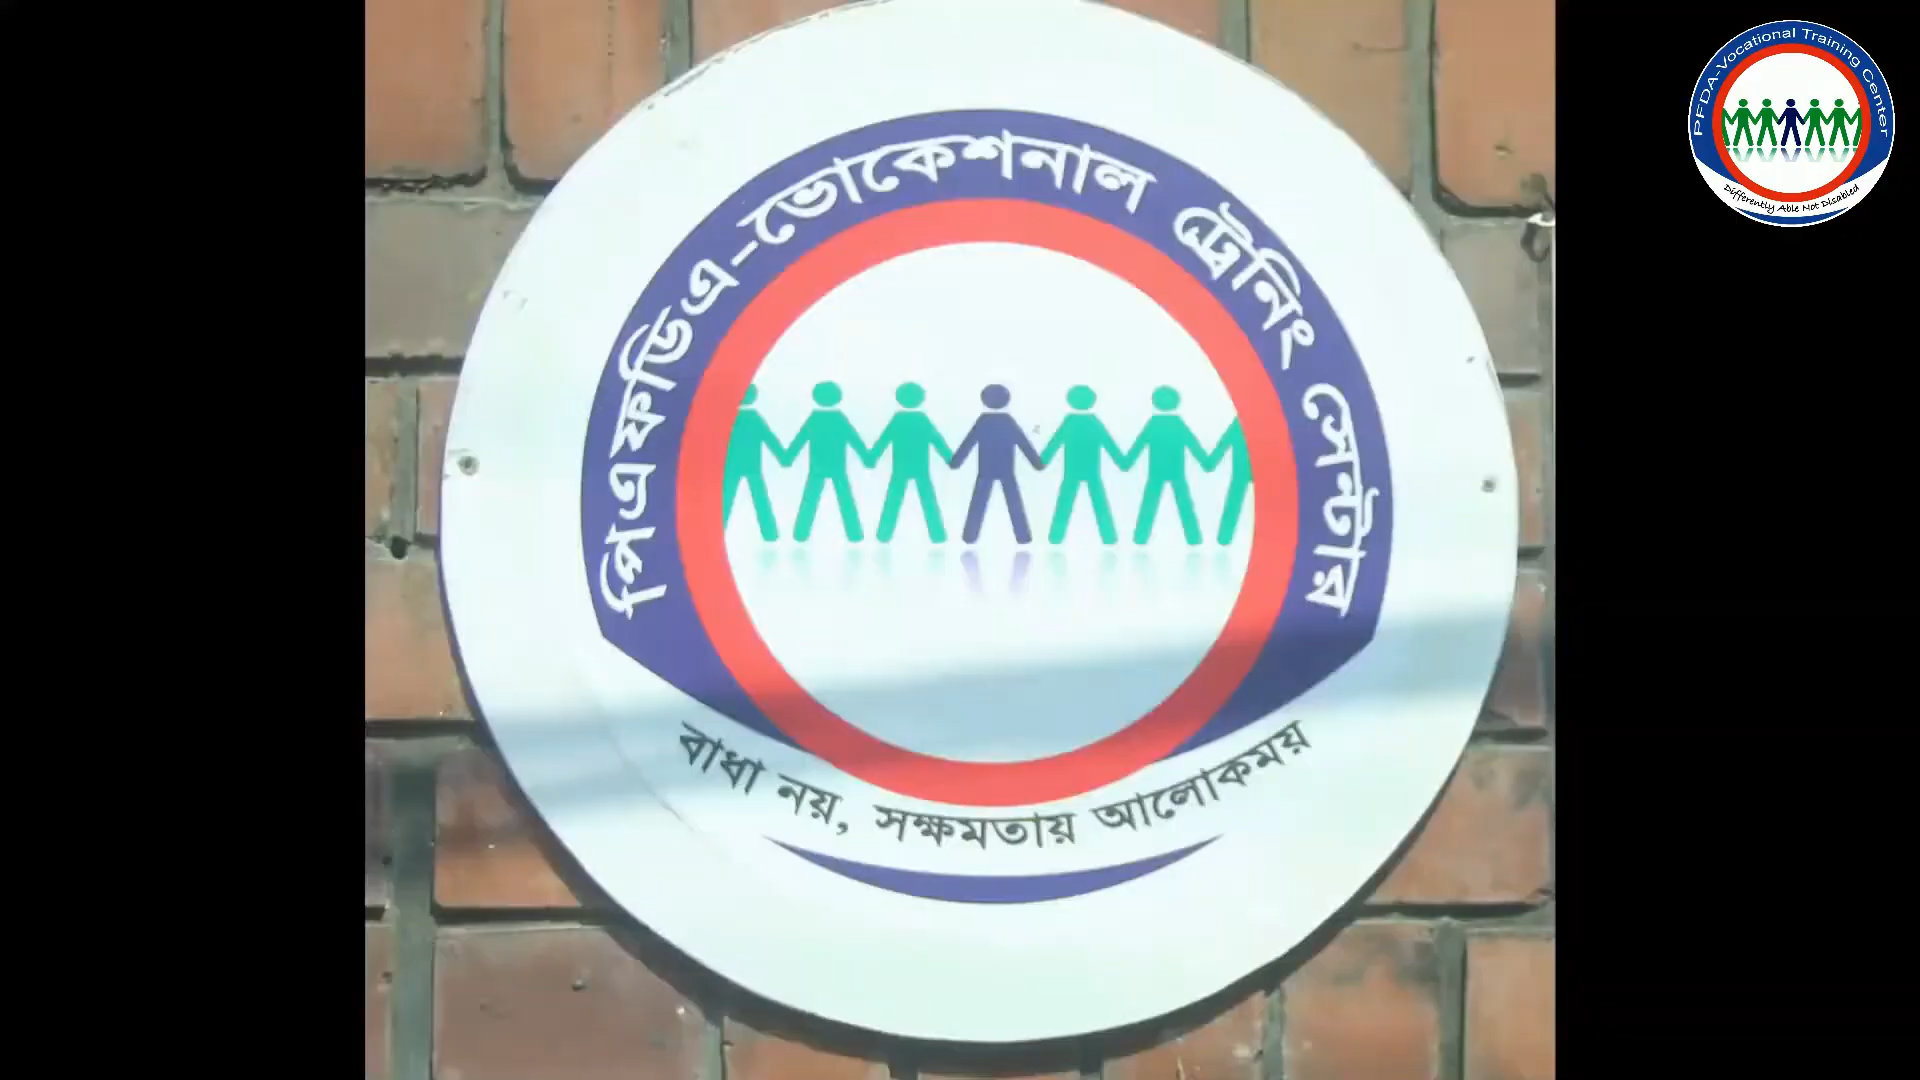 পিএফডিএ-ভোকেশনাল ট্রেনিং সেন্টার
বাধা নয়, সক্ষমতায় আলোকময়
PFDA-Vocational Training Center
Differently Able Not Disabled